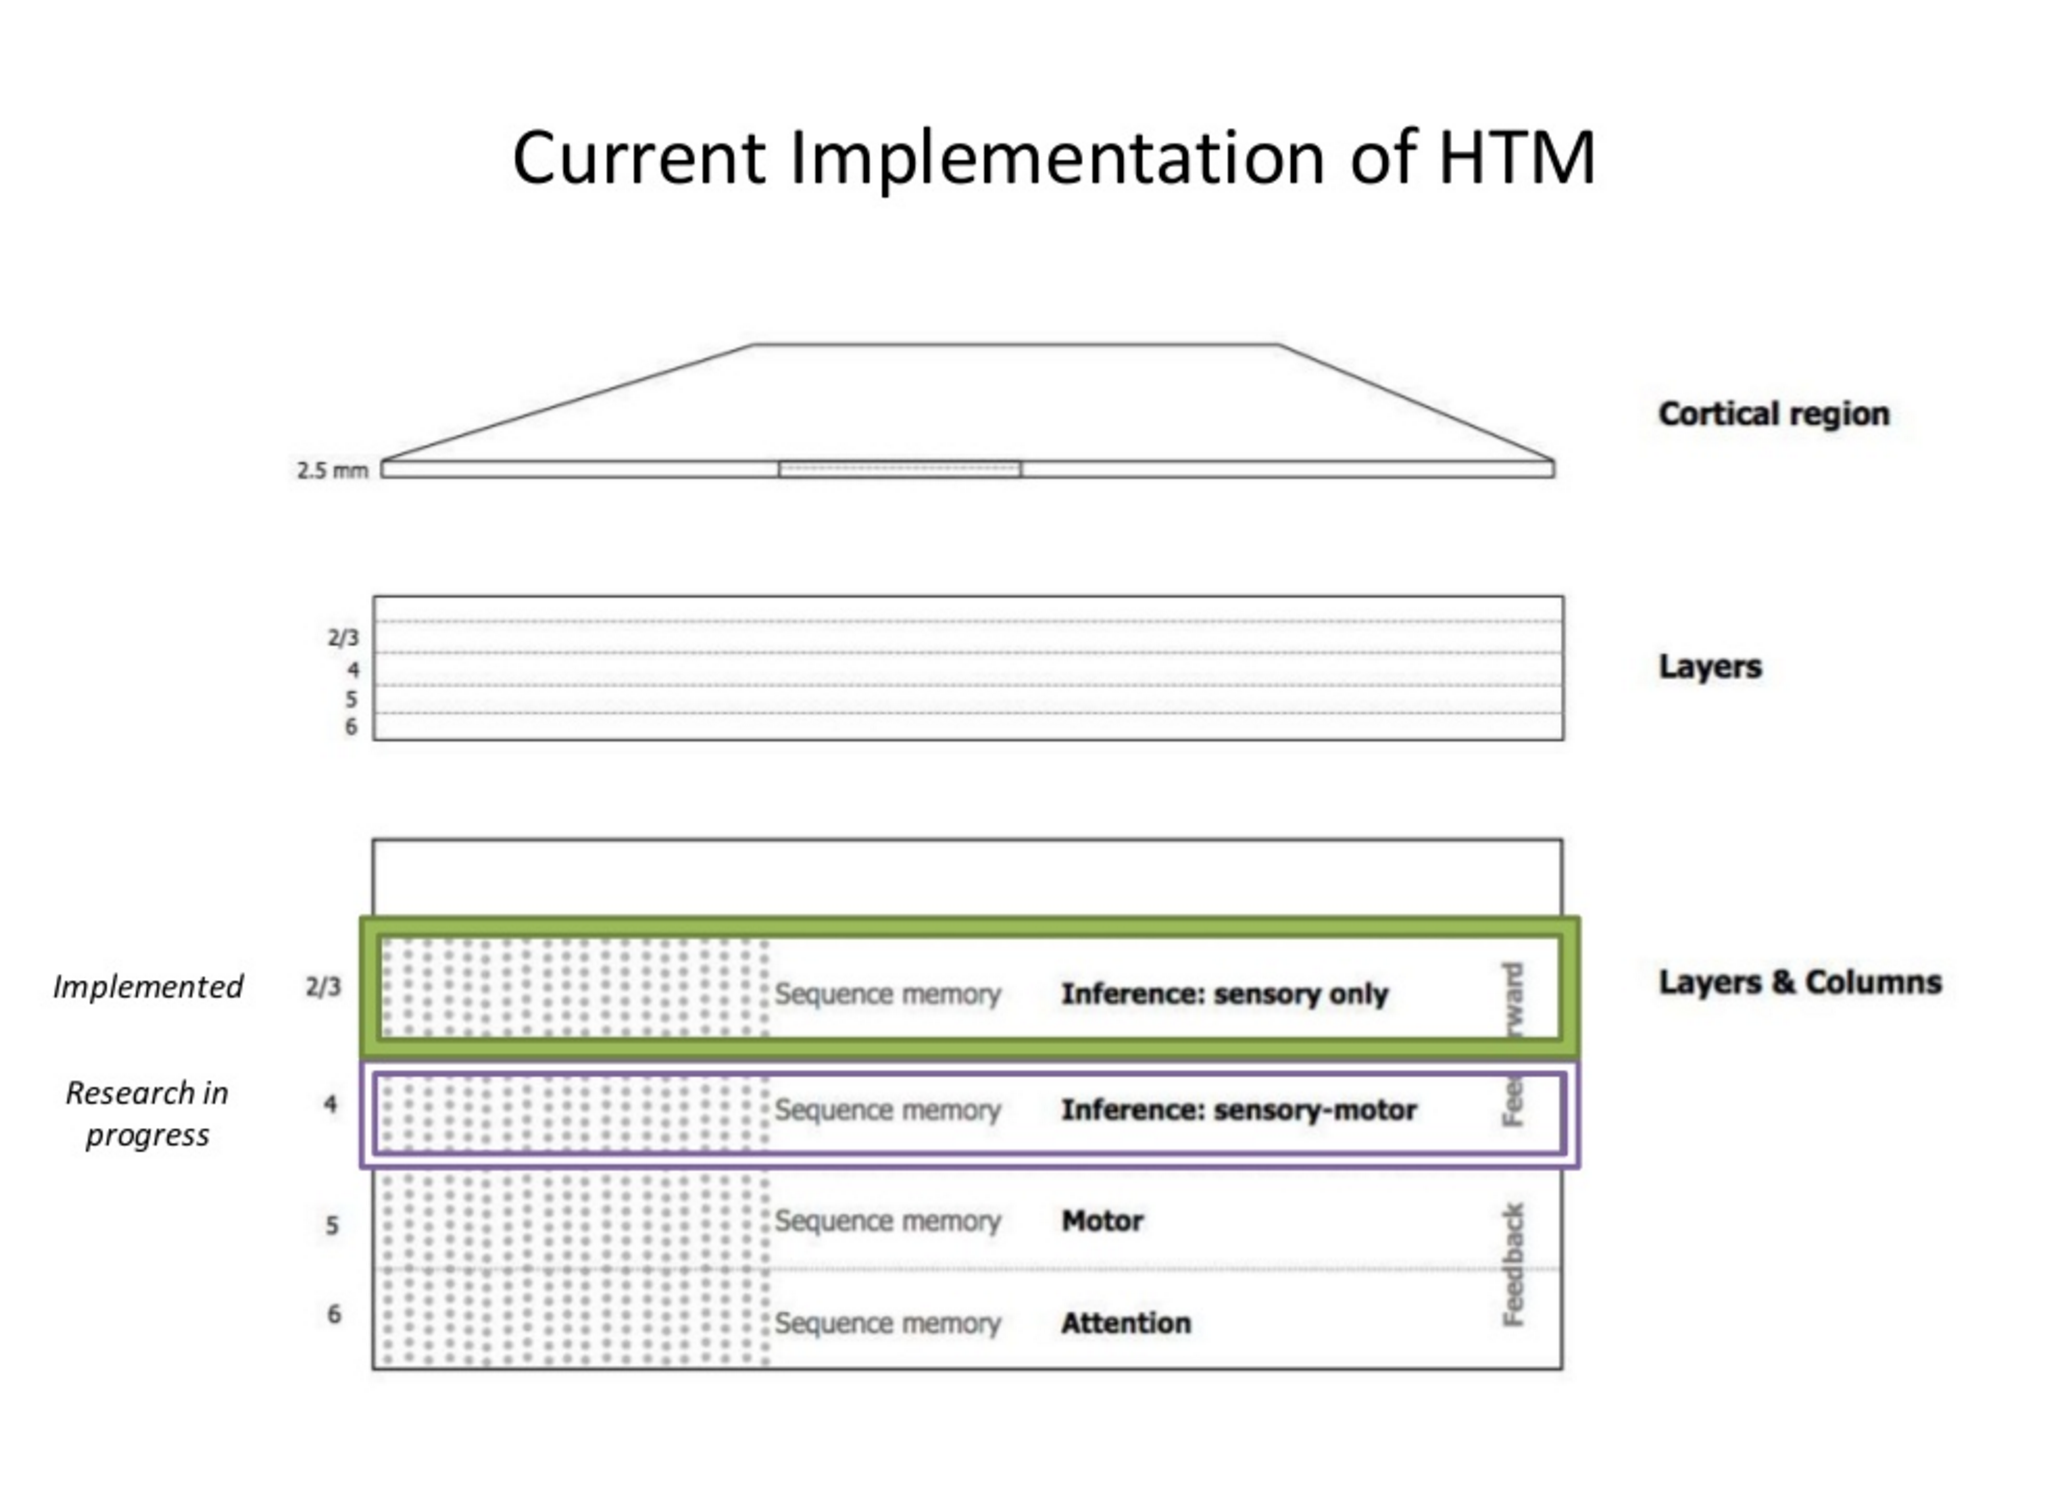 Current Implementation of HTM
Cortical region
2.5 mm
2/3
4
5
6
Layers
Implemented
2/3
Sequence memory
Inference: sensory only
rward
Layers & Columns
Research in
progress
4
Sequence memory
Inference: sensory-motor
Fee
5
Sequence memory
Motor
Feedback
6
Sequence memory
Attention